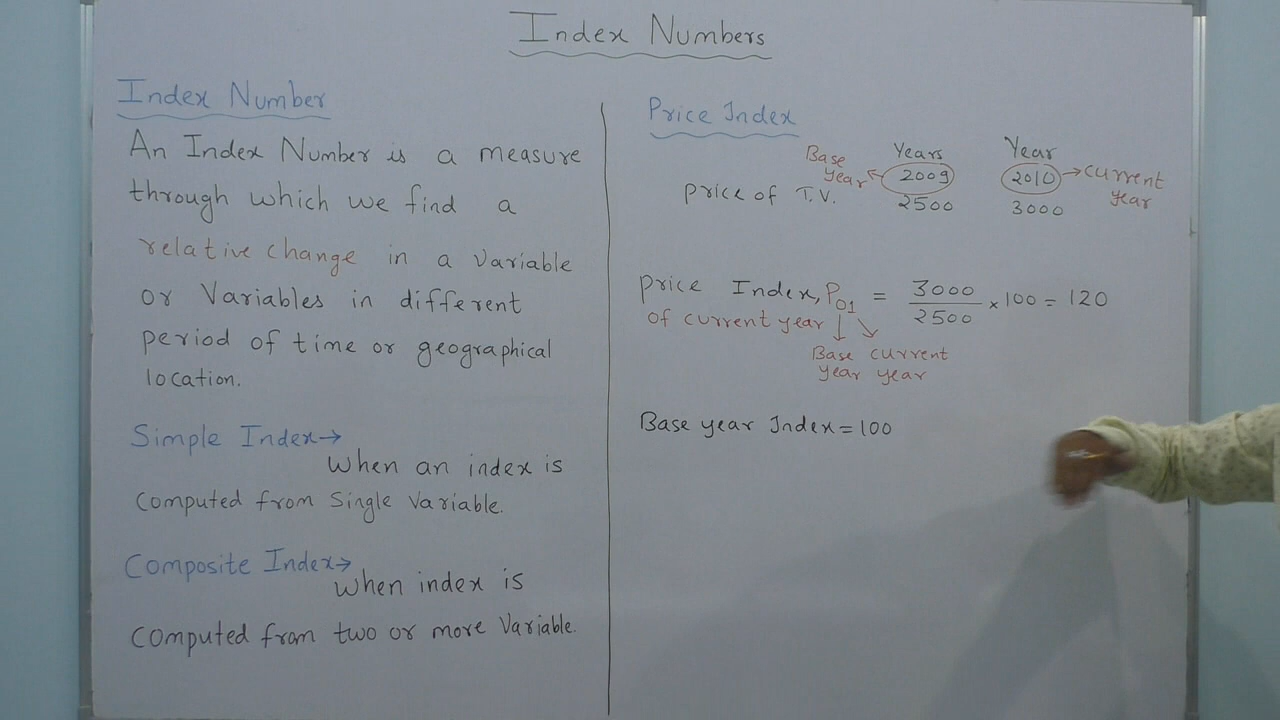 Index Numbers
Index Number
An Index Number is a measure
through which we find a
relative change in a variable
or Variables in different
period of time or geographical
location.
Simple Index→
When an index is
Computed from Single Variable.
Composite Index→
When index is
Computed from two or more Variable.
Price Index
Years Year
Base year ← 2009 2010 → current year
price of T.V. 2500 3000
price Index, P01 = 3000/2500 × 100 = 120
of current year
Base current
year year
Base year Index = 100